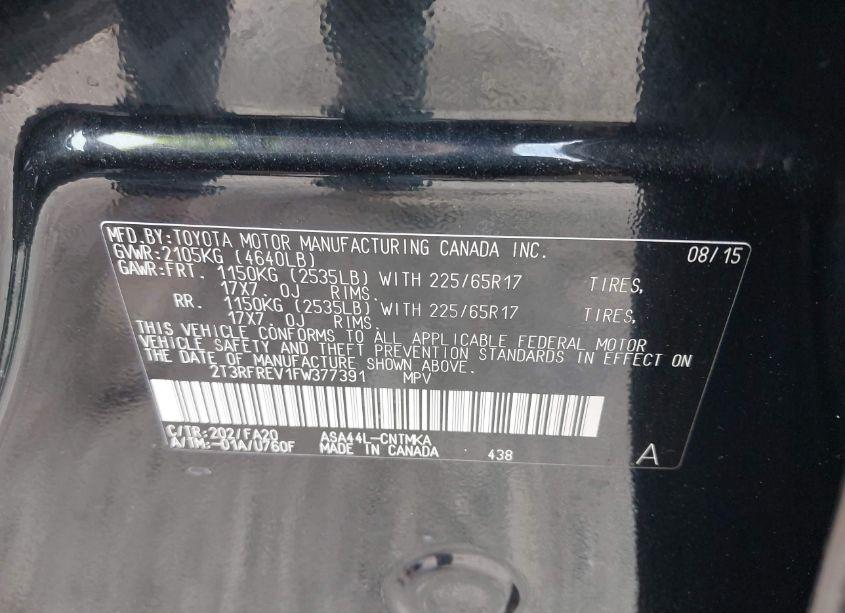 MFD.BY:TOYOTA MOTOR MANUFACTURING CANADA INC. 08/15
GVWR:2105KG (4640LB)
GAWR:FRT. 1150KG (2535LB) WITH 225/65R17 TIRES,
17X7. 0J RIMS.
RR. 1150KG (2535LB) WITH 225/65R17 TIRES,
17X7 0J RIMS.
THIS VEHICLE CONFORMS TO ALL APPLICABLE FEDERAL MOTOR
VEHICLE SAFETY AND THEFT PREVENTION STANDARDS IN EFFECT ON
THE DATE OF MANUFACTURE SHOWN ABOVE.
2T3RFREV1FW377391 MPV
C/TR:202/FA20 ASA44L-CNTMKA
A/TM:-01A/U760F MADE IN CANADA 438 A